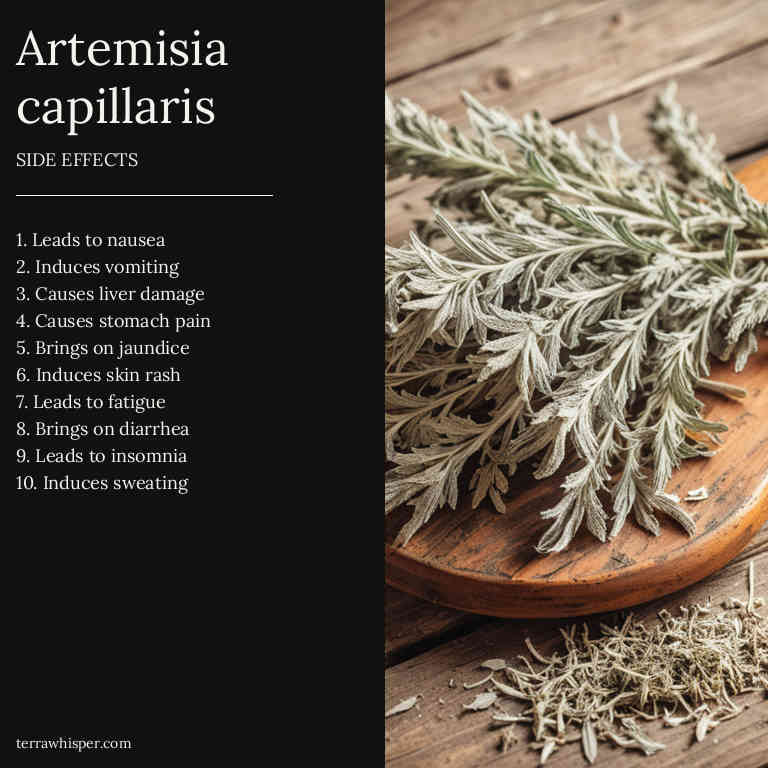 Artemisia
capillaris
SIDE EFFECTS
1. Leads to nausea
2. Induces vomiting
3. Causes liver damage
4. Causes stomach pain
5. Brings on jaundice
6. Induces skin rash
7. Leads to fatigue
8. Brings on diarrhea
9. Leads to insomnia
10. Induces sweating
terrawhisper.com